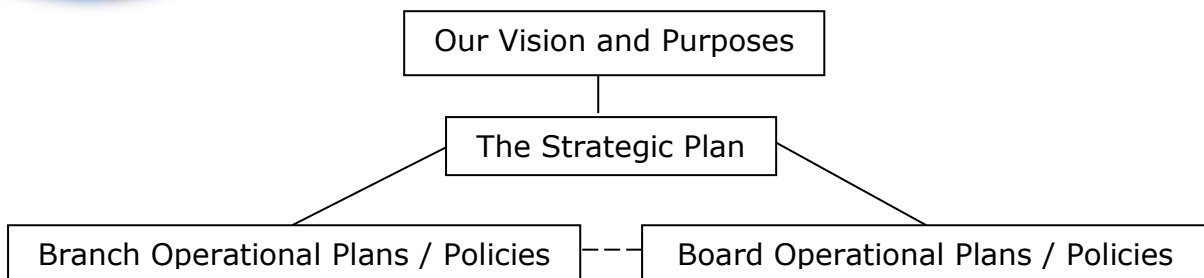 Our Vision and Purposes
The Strategic Plan
Branch Operational Plans / Policies
Board Operational Plans / Policies